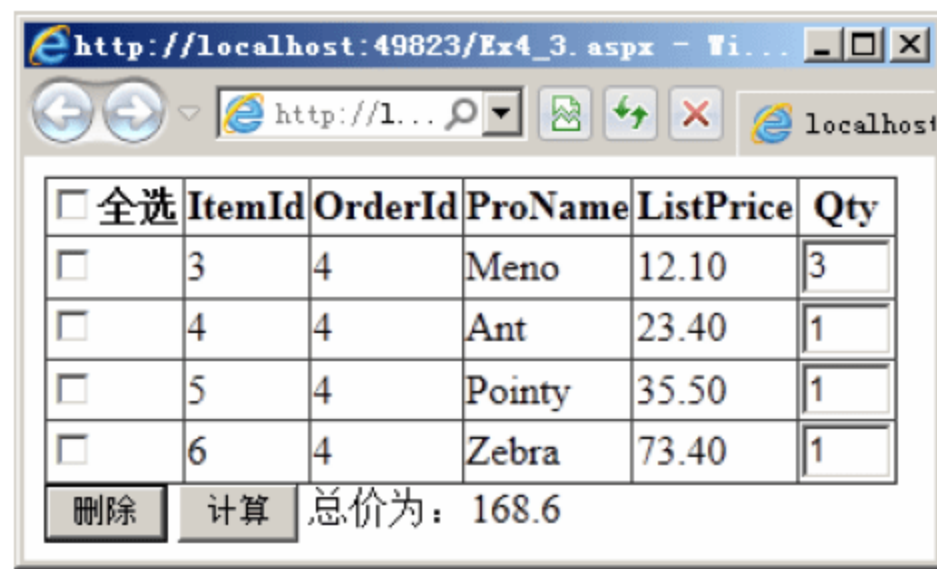 http://localhost:49823/Ex4_3.aspx - Wi...
http://l...
localhost
全选 ItemId OrderId ProName ListPrice Qty
3 4 Meno 12.10 3
4 4 Ant 23.40 1
5 4 Pointy 35.50 1
6 4 Zebra 73.40 1
删除 计算 总价为：168.6